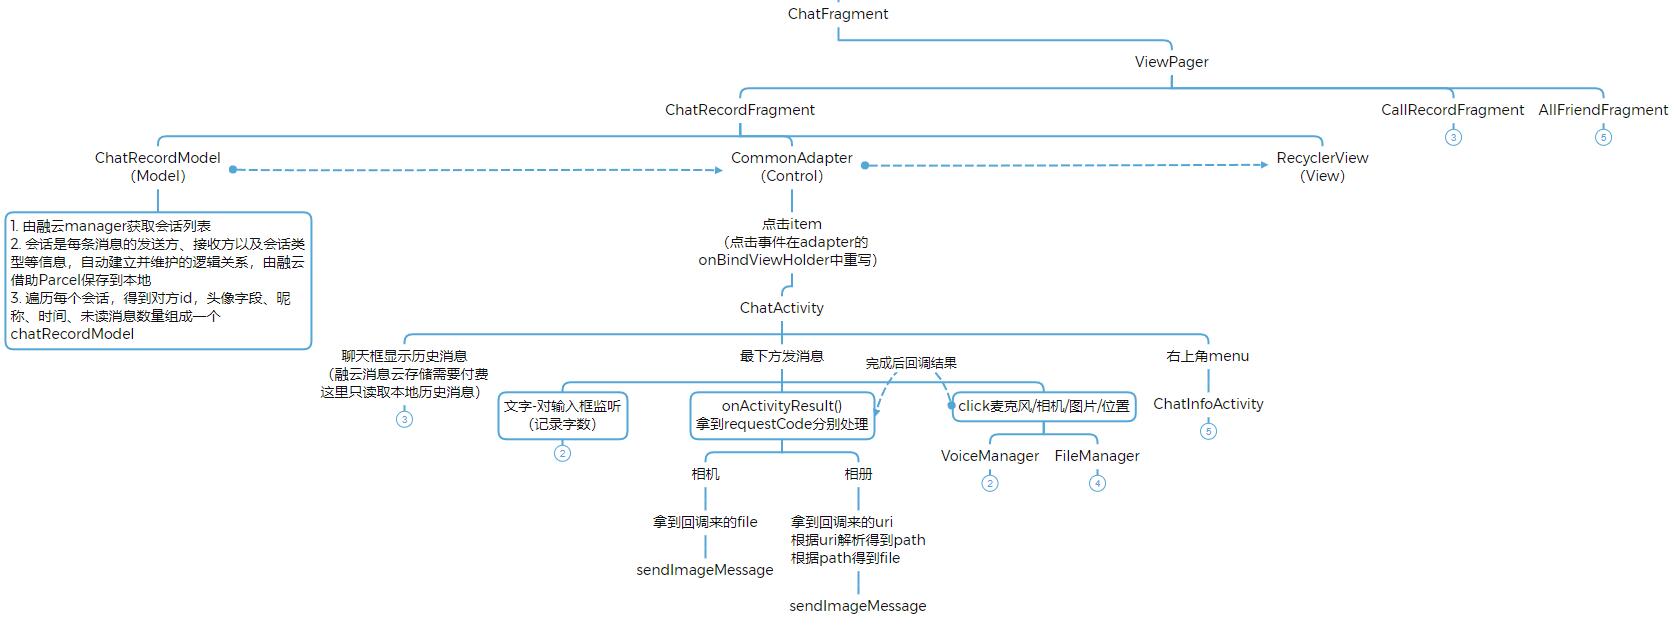 ChatFragment
ViewPager
ChatRecordFragment
CallRecordFragment
AllFriendFragment
3
5
ChatRecordModel
(Model)
CommonAdapter
(Control)
RecyclerView
(View)
1. 由融云manager获取会话列表
2. 会话是每条消息的发送方、接收方以及会话类
型等信息，自动建立并维护的逻辑关系，由融云
借助Parcel保存到本地
3. 遍历每个会话，得到对方id，头像字段、昵
称、时间、未读消息数量组成一个
chatRecordModel
点击item
（点击事件在adapter的
onBindViewHolder中重写）
ChatActivity
聊天框显示历史消息
（融云消息云存储需要付费
这里只读取本地历史消息）
3
最下方发消息
完成后回调结果
右上角menu
文字-对输入框监听
（记录字数）
2
onActivityResult()
拿到requestCode分别处理
click麦克风/相机/图片/位置
ChatInfoActivity
5
VoiceManager
2
FileManager
4
相机
相册
拿到回调来的file
拿到回调来的uri
根据uri解析得到path
根据path得到file
sendImageMessage
sendImageMessage